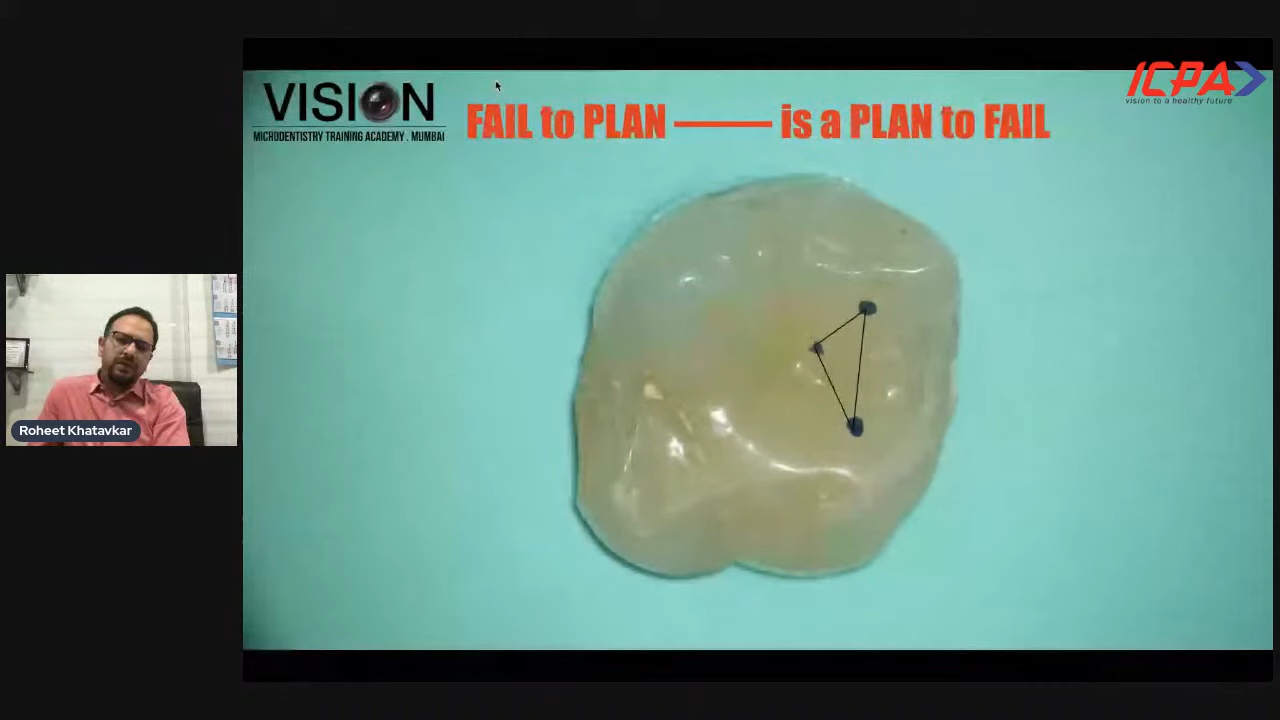 VISION
MICRODENTISTRY TRAINING ACADEMY . MUMBAI
FAIL to PLAN ——— is a PLAN to FAIL
ICPA
vision to a healthy future
Roheet Khatavkar